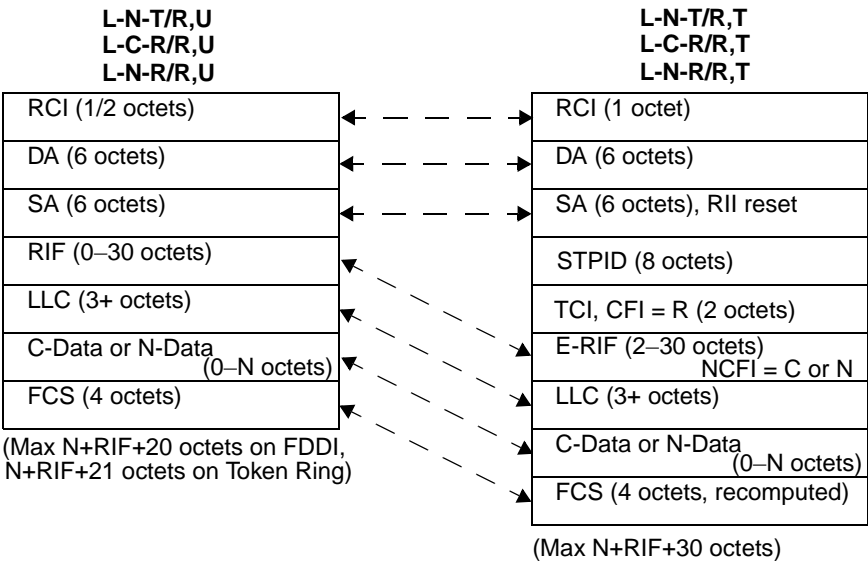 L-N-T/R,U
L-C-R/R,U
L-N-R/R,U
RCI (1/2 octets)
DA (6 octets)
SA (6 octets)
RIF (0–30 octets)
LLC (3+ octets)
C-Data or N-Data
(0–N octets)
FCS (4 octets)
(Max N+RIF+20 octets on FDDI,
N+RIF+21 octets on Token Ring)
L-N-T/R,T
L-C-R/R,T
L-N-R/R,T
RCI (1 octet)
DA (6 octets)
SA (6 octets), RII reset
STPID (8 octets)
TCI, CFI = R (2 octets)
E-RIF (2–30 octets)
NCFI = C or N
LLC (3+ octets)
C-Data or N-Data
(0–N octets)
FCS (4 octets, recomputed)
(Max N+RIF+30 octets)